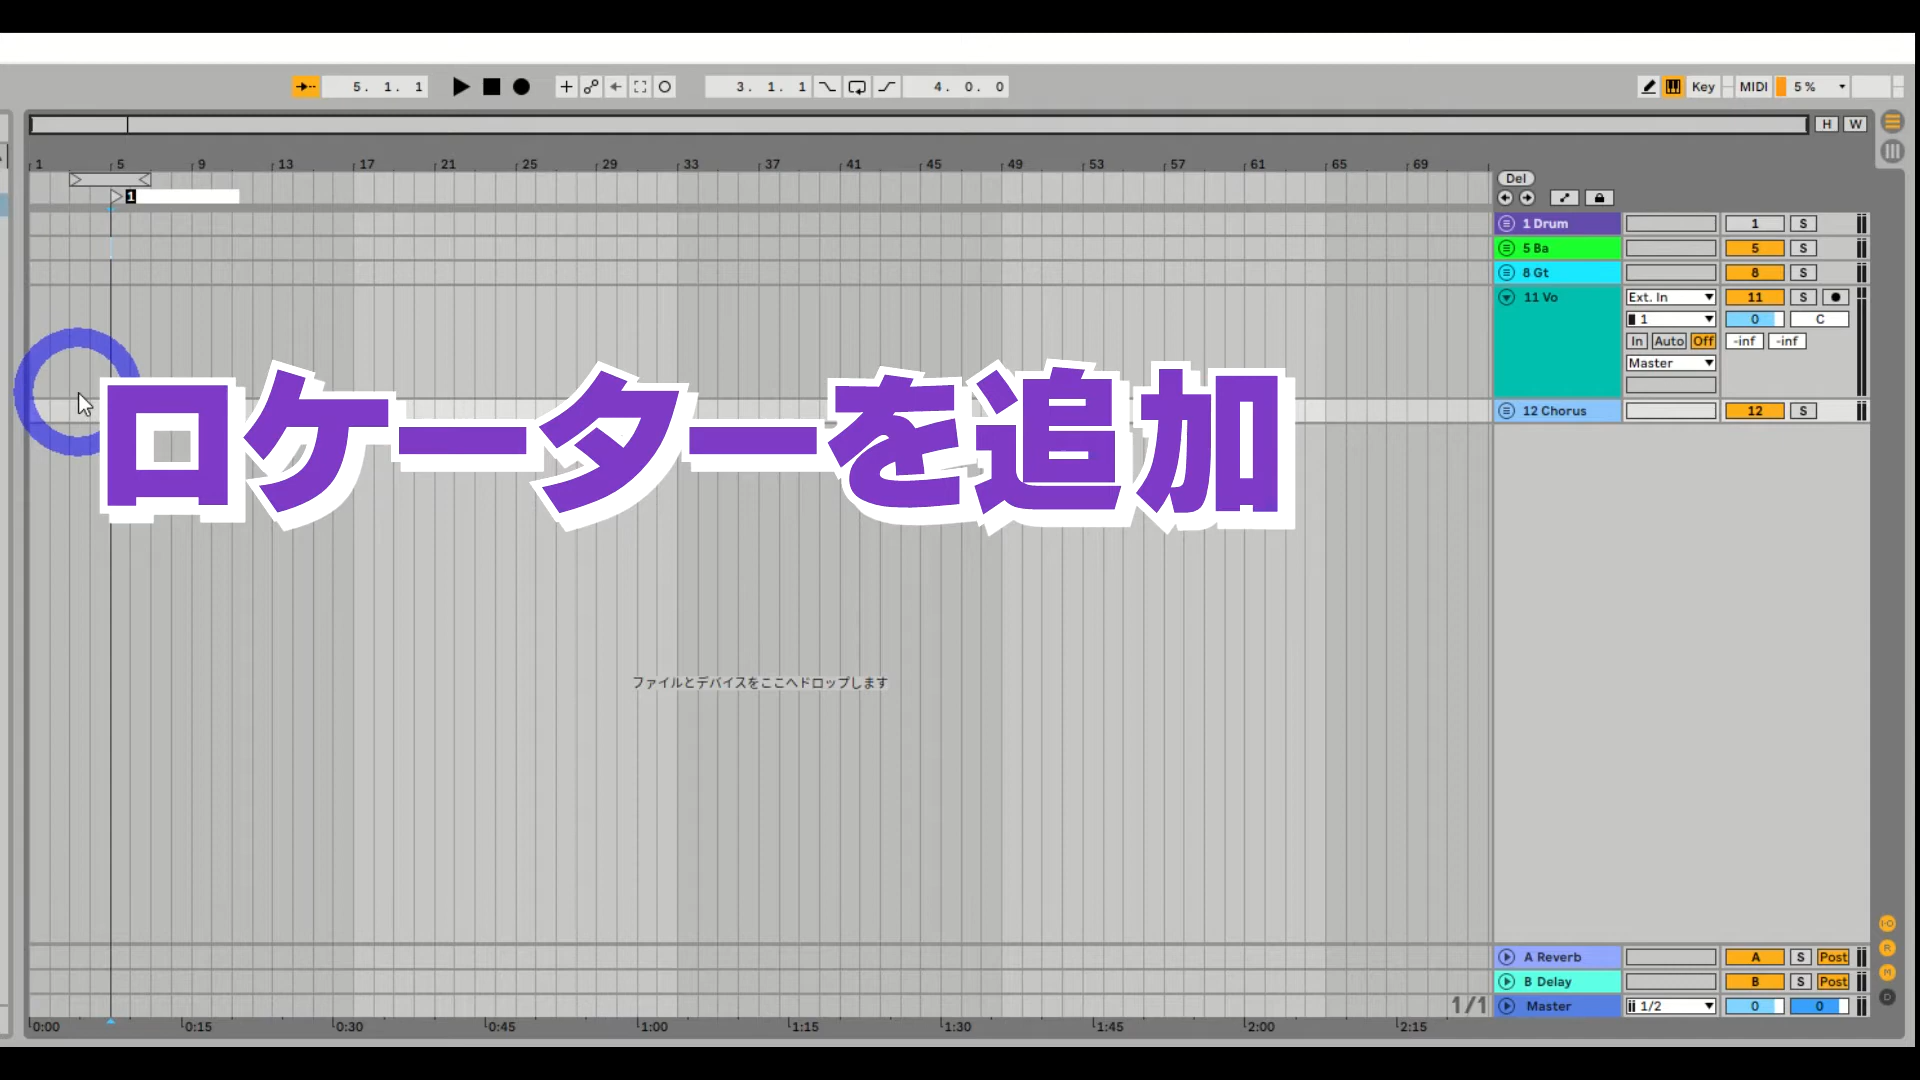 5. 1. 1
3. 1. 1
4. 0. 0
Key
MIDI
5 %
H
W
1 5 9 13 17 21 25 29 33 37 41 45 49 53 57 61 65 69
Del
1
1 Drum
1
S
5 Ba
5
S
8 Gt
8
S
11 Vo
Ext. In
11
S
1
0
C
In
Auto
Off
-inf
-inf
Master
ロケーターを追加
12 Chorus
12
S
ファイルとデバイスをここへドロップします
A Reverb
A
S
Post
B Delay
B
S
Post
1/1
Master
1/2
0
0
0:00 0:15 0:30 0:45 1:00 1:15 1:30 1:45 2:00 2:15
I-O
R
M
D